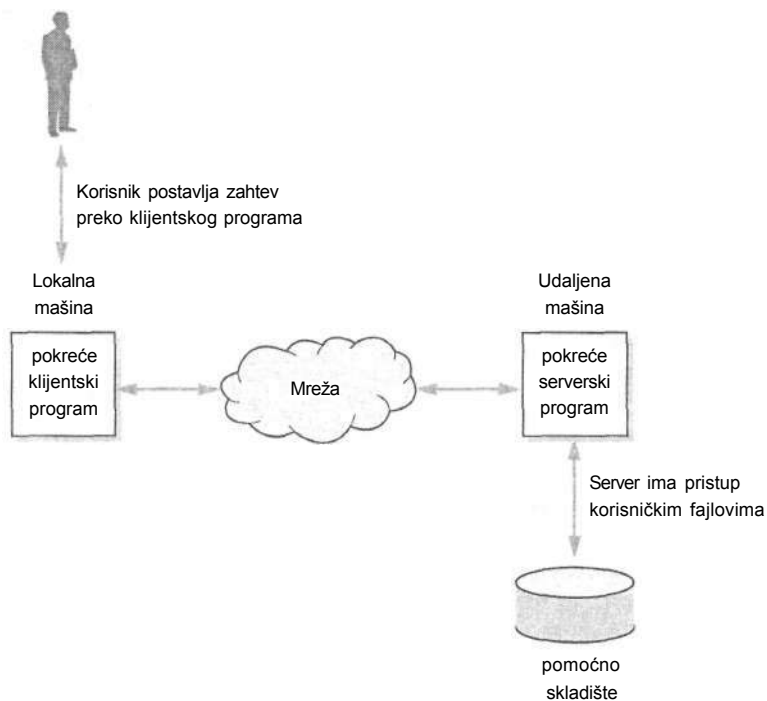 Korisnik postavlja zahtev
preko klijentskog programa
Lokalna
mašina
pokreće
klijentski
program
Mreža
Udaljena
mašina
pokreće
serverski
program
Server ima pristup
korisničkim fajlovima
pomoćno
skladište